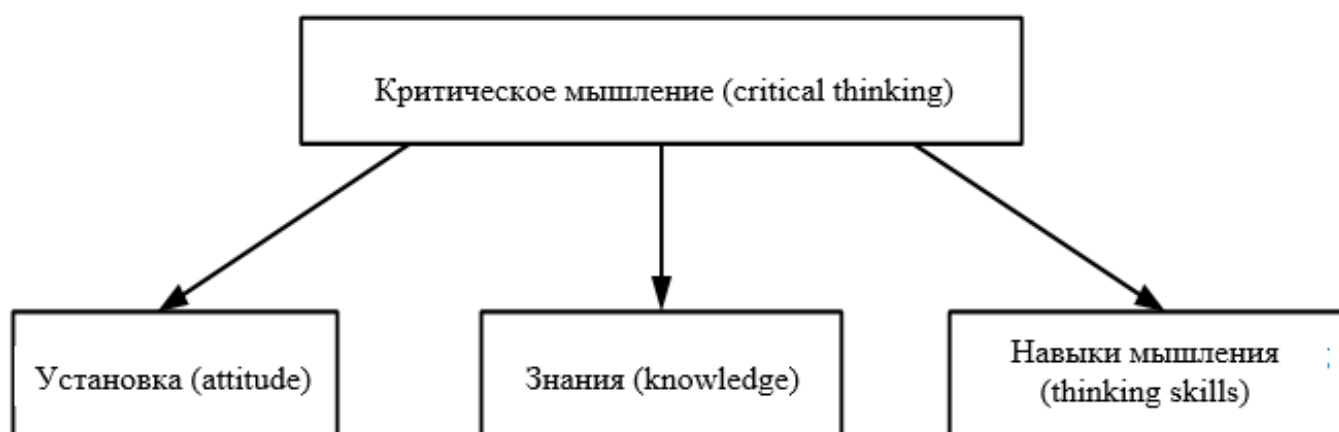 Критическое мышление (critical thinking)
Установка (attitude)
Знания (knowledge)
Навыки мышления
(thinking skills)